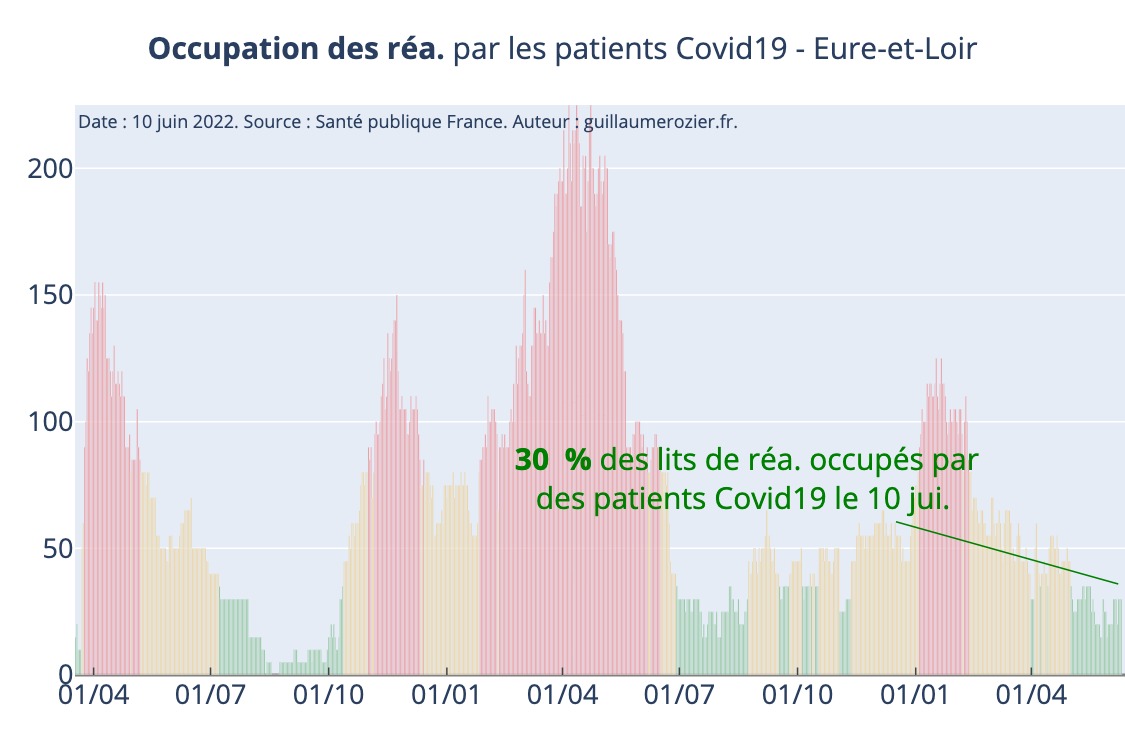 Occupation des réa. par les patients Covid19 - Eure-et-Loir
Date : 10 juin 2022. Source : Santé publique France. Auteur : guillaumerozier.fr.
200
150
100
50
0
30 % des lits de réa. occupés par
des patients Covid19 le 10 jui.
01/04 01/07 01/10 01/01 01/04 01/07 01/10 01/01 01/04